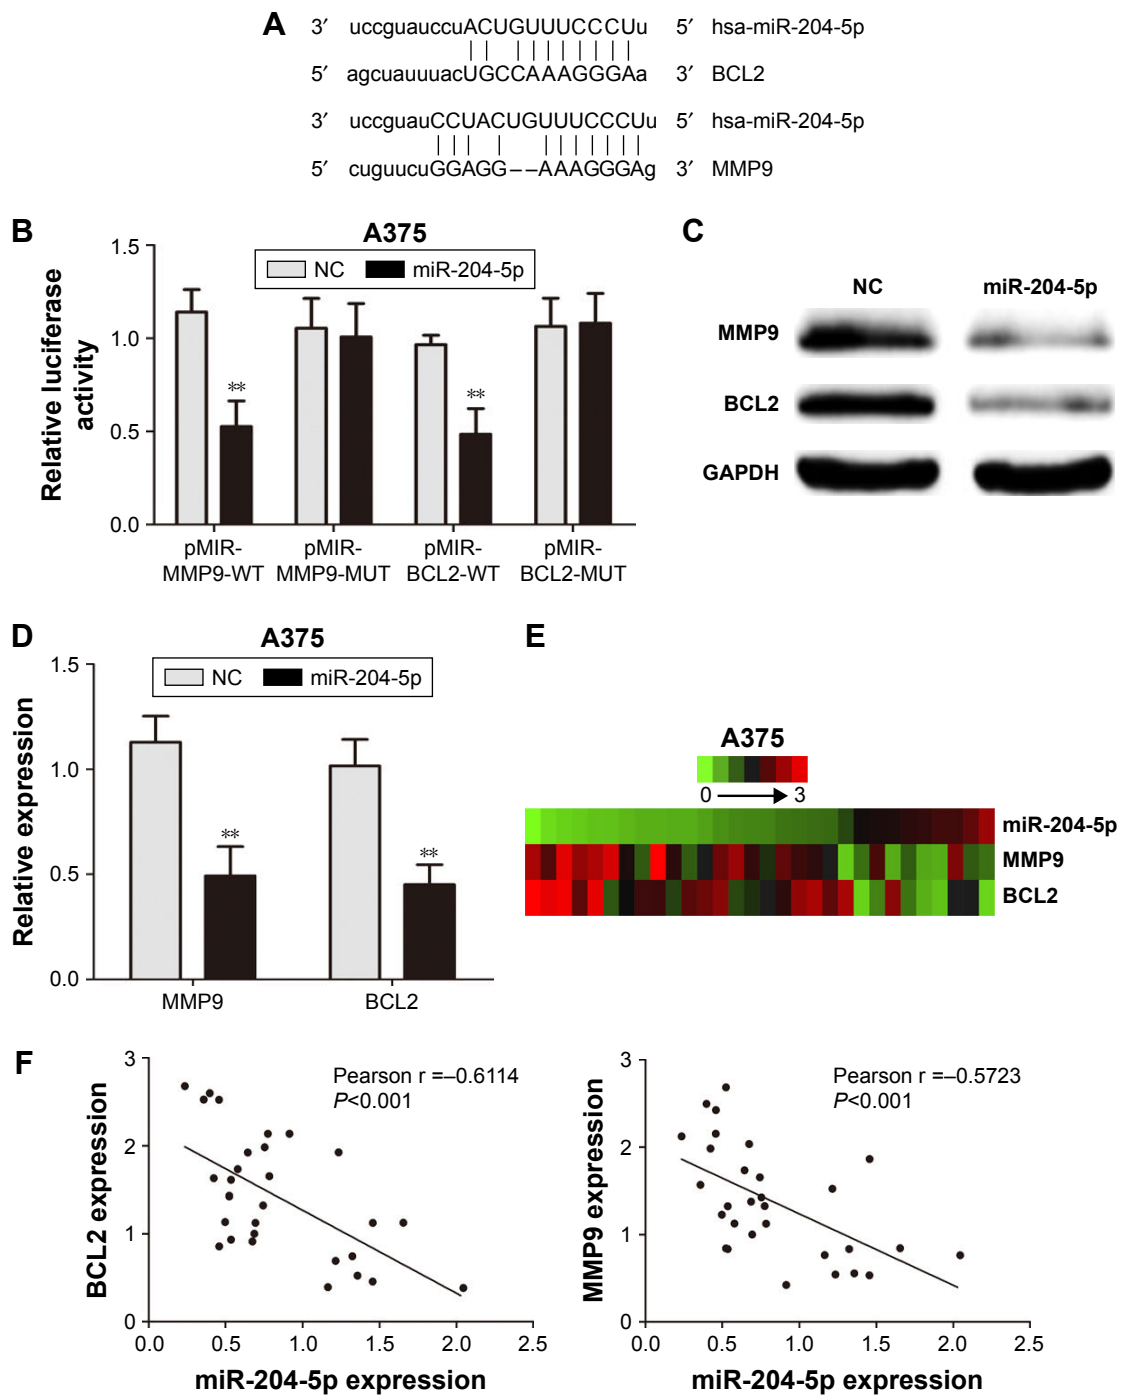 A
3′ uccguauccuACUGUUUCCCUu 5′ hsa-miR-204-5p
5′ agcuauuuacUGCCAAAGGGAa 3′ BCL2
3′ uccguauCCUACUGUUUCCCUu 5′ hsa-miR-204-5p
5′ cuguucuGGAGG––AAAGGGAg 3′ MMP9
B
A375
NC miR-204-5p
Relative luciferase
activity
1.5
1.0
0.5
0.0
** **
pMIR-
MMP9-WT
pMIR-
MMP9-MUT
pMIR-
BCL2-WT
pMIR-
BCL2-MUT
C
NC miR-204-5p
MMP9
BCL2
GAPDH
D
A375
NC miR-204-5p
Relative expression
1.5
1.0
0.5
0.0
** **
MMP9 BCL2
E
A375
0 3
miR-204-5p
MMP9
BCL2
F
BCL2 expression
3
2
1
0
Pearson r =–0.6114
P<0.001
0.0 0.5 1.0 1.5 2.0 2.5
miR-204-5p expression
MMP9 expression
3
2
1
0
Pearson r =–0.5723
P<0.001
0.0 0.5 1.0 1.5 2.0 2.5
miR-204-5p expression